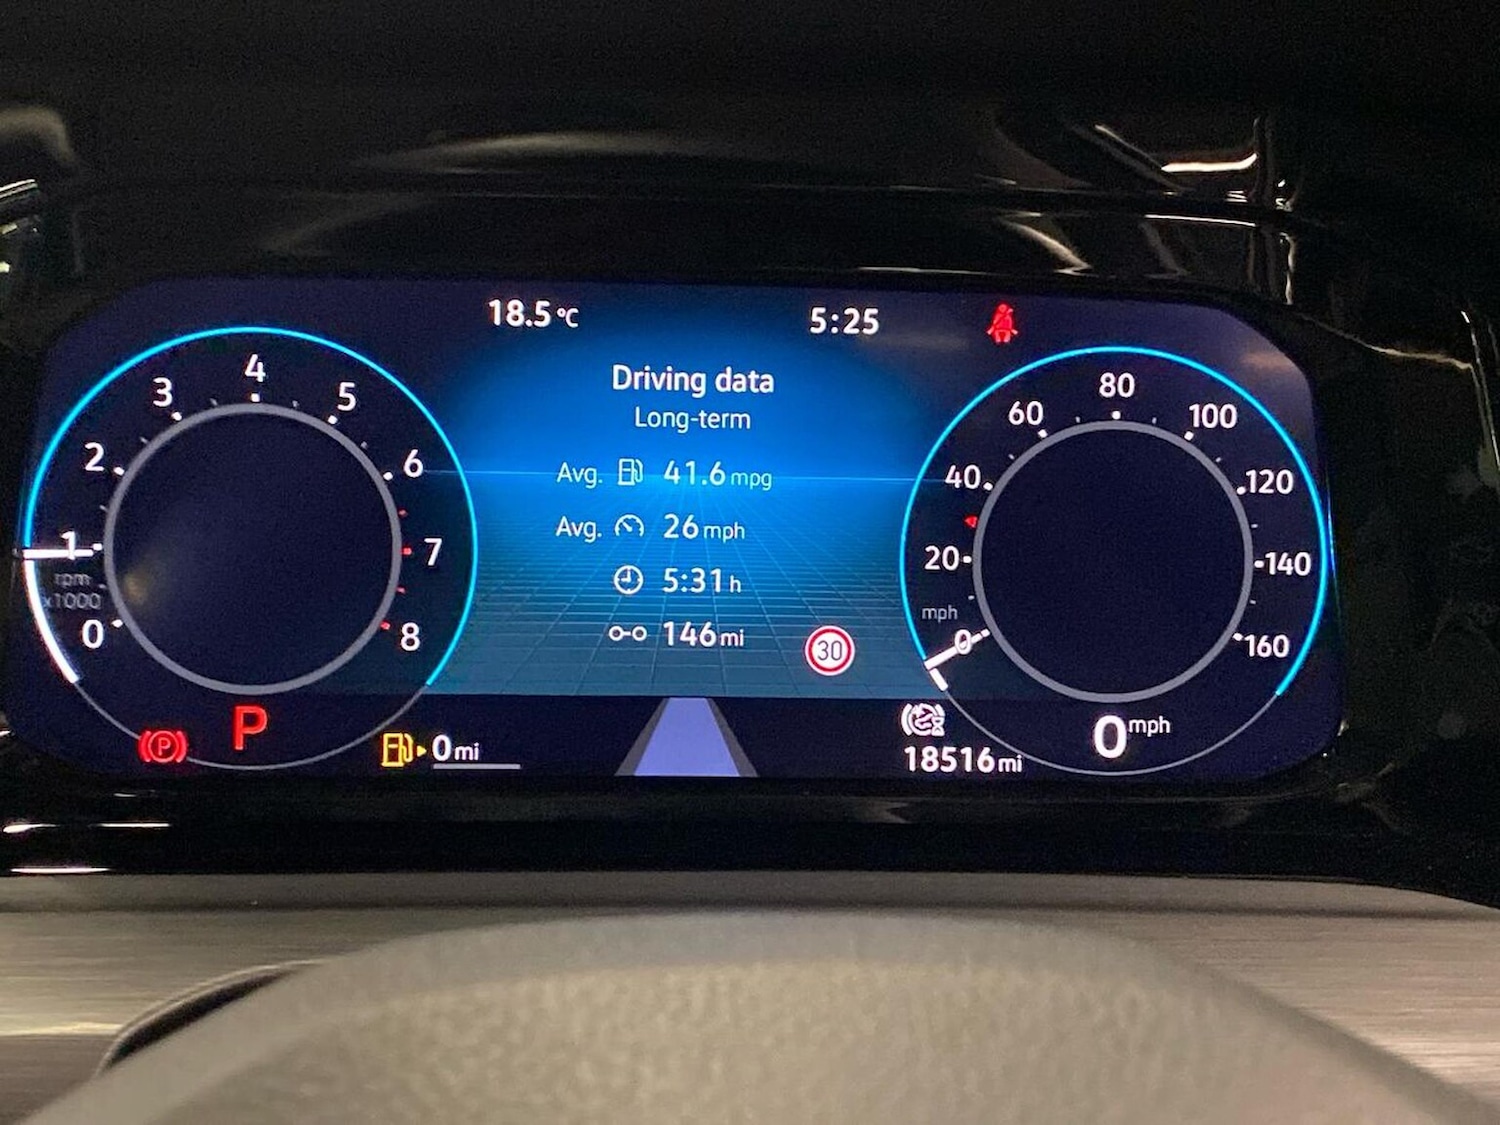 18.5°C
5:25
Driving data
Long-term
Avg. 41.6 mpg
Avg. 26 mph
5:31 h
146 mi
30
0
1
2
3
4
5
6
7
8
rpm
x1000
P
P
0 mi
0
20
40
60
80
100
120
140
160
mph
18516 mi
0 mph